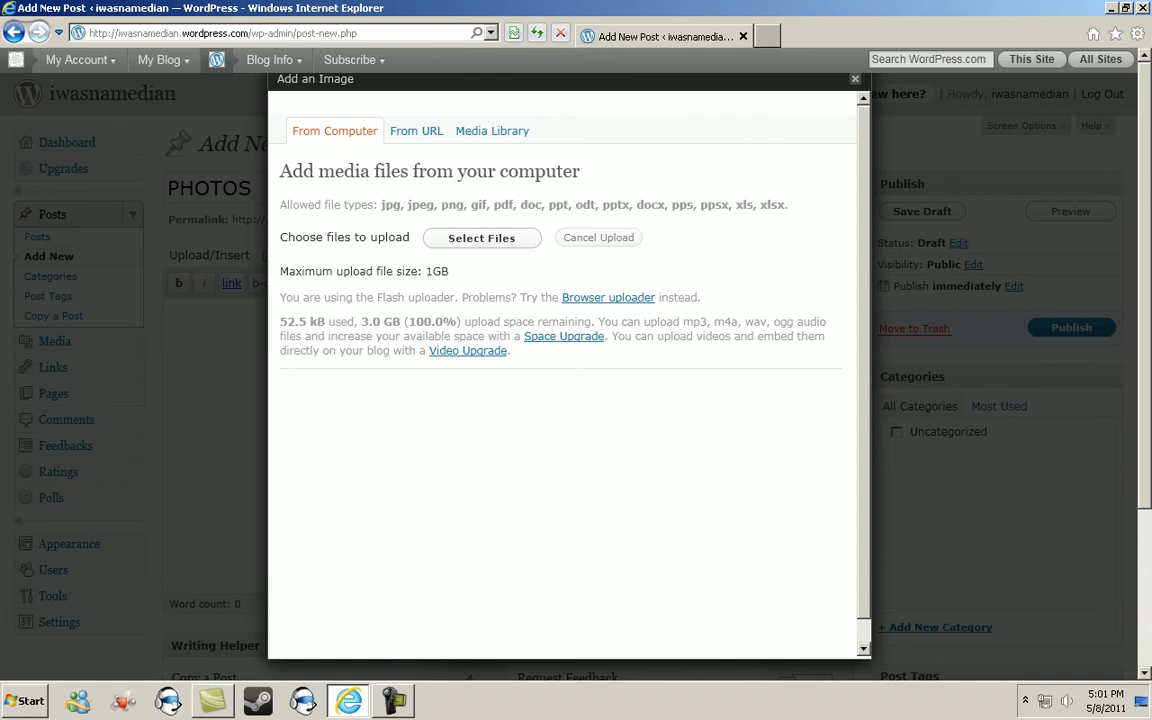 Add New Post < iwasnamedian — WordPress - Windows Internet Explorer
http://iwasnamedian.wordpress.com/wp-admin/post-new.php
Add New Post < iwasnamedia...
My Account
My Blog
Blog Info
Subscribe
Search WordPress.com
This Site
All Sites
Add an Image
iwasnamedian
ew here?
Howdy, iwasnamedian
Log Out
Screen Options
Help
Dashboard
Upgrades
Posts
Posts
Add New
Categories
Post Tags
Copy a Post
Media
Links
Pages
Comments
Feedbacks
Ratings
Polls
Appearance
Users
Tools
Settings
Add Ne
PHOTOS
Permalink: http:/
Upload/Insert
b
i
link
b-
Word count: 0
Writing Helper
Copy a Post
Request Feedback
From Computer
From URL
Media Library
Add media files from your computer
Allowed file types: jpg, jpeg, png, gif, pdf, doc, ppt, odt, pptx, docx, pps, ppsx, xls, xlsx.
Choose files to upload
Select Files
Cancel Upload
Maximum upload file size: 1GB
You are using the Flash uploader. Problems? Try the Browser uploader instead.
52.5 kB used, 3.0 GB (100.0%) upload space remaining. You can upload mp3, m4a, wav, ogg audio
files and increase your available space with a Space Upgrade. You can upload videos and embed them
directly on your blog with a Video Upgrade.
Publish
Save Draft
Preview
Status: Draft Edit
Visibility: Public Edit
Publish immediately Edit
Move to Trash
Publish
Categories
All Categories
Most Used
Uncategorized
+ Add New Category
Post Tags
Start
5:01 PM
5/8/2011